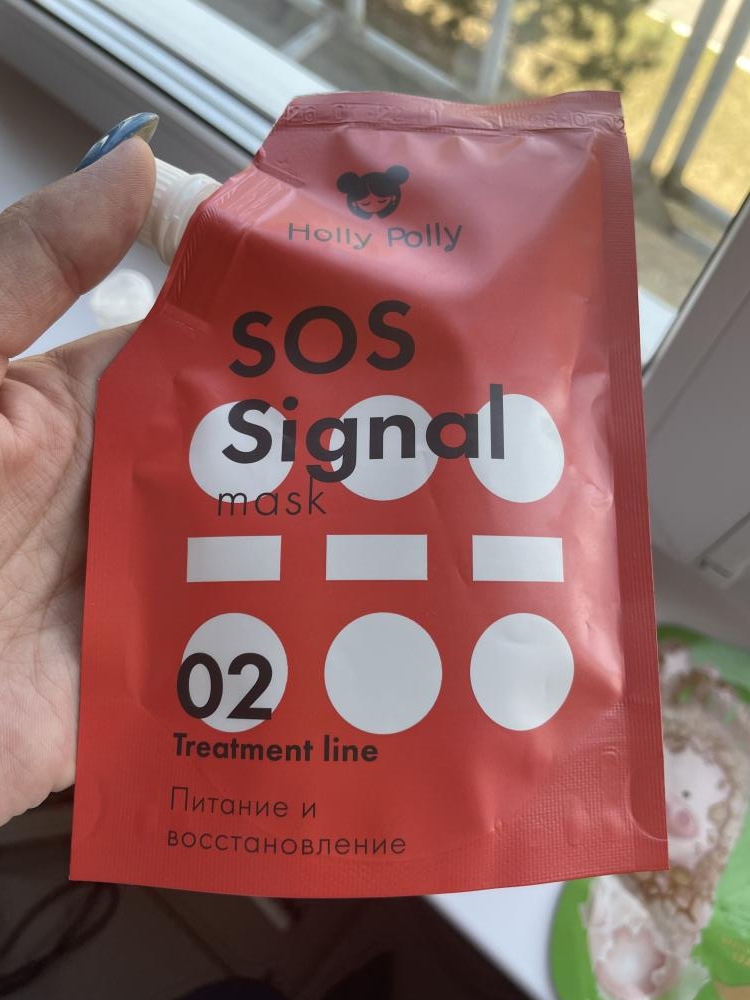 Holly Polly
SOS
Signal
mask
02
Treatment line
Питание и
восстановление